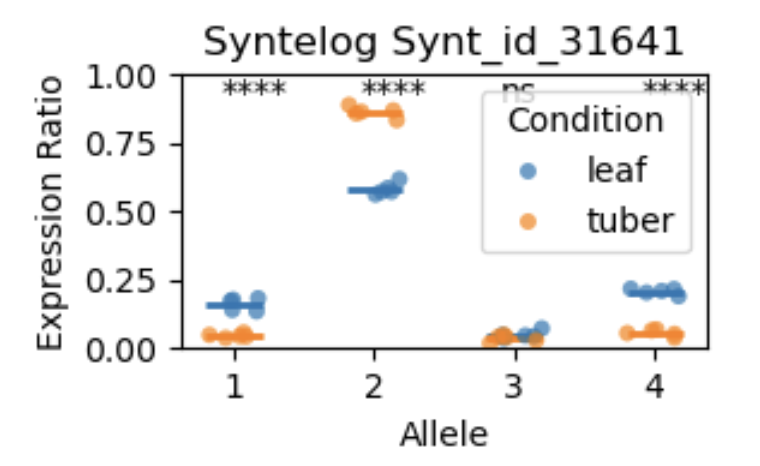 Syntelog Synt_id_31641
Expression Ratio
1.00
0.75
0.50
0.25
0.00
**** **** ns ****
Condition
leaf
tuber
1 2 3 4
Allele